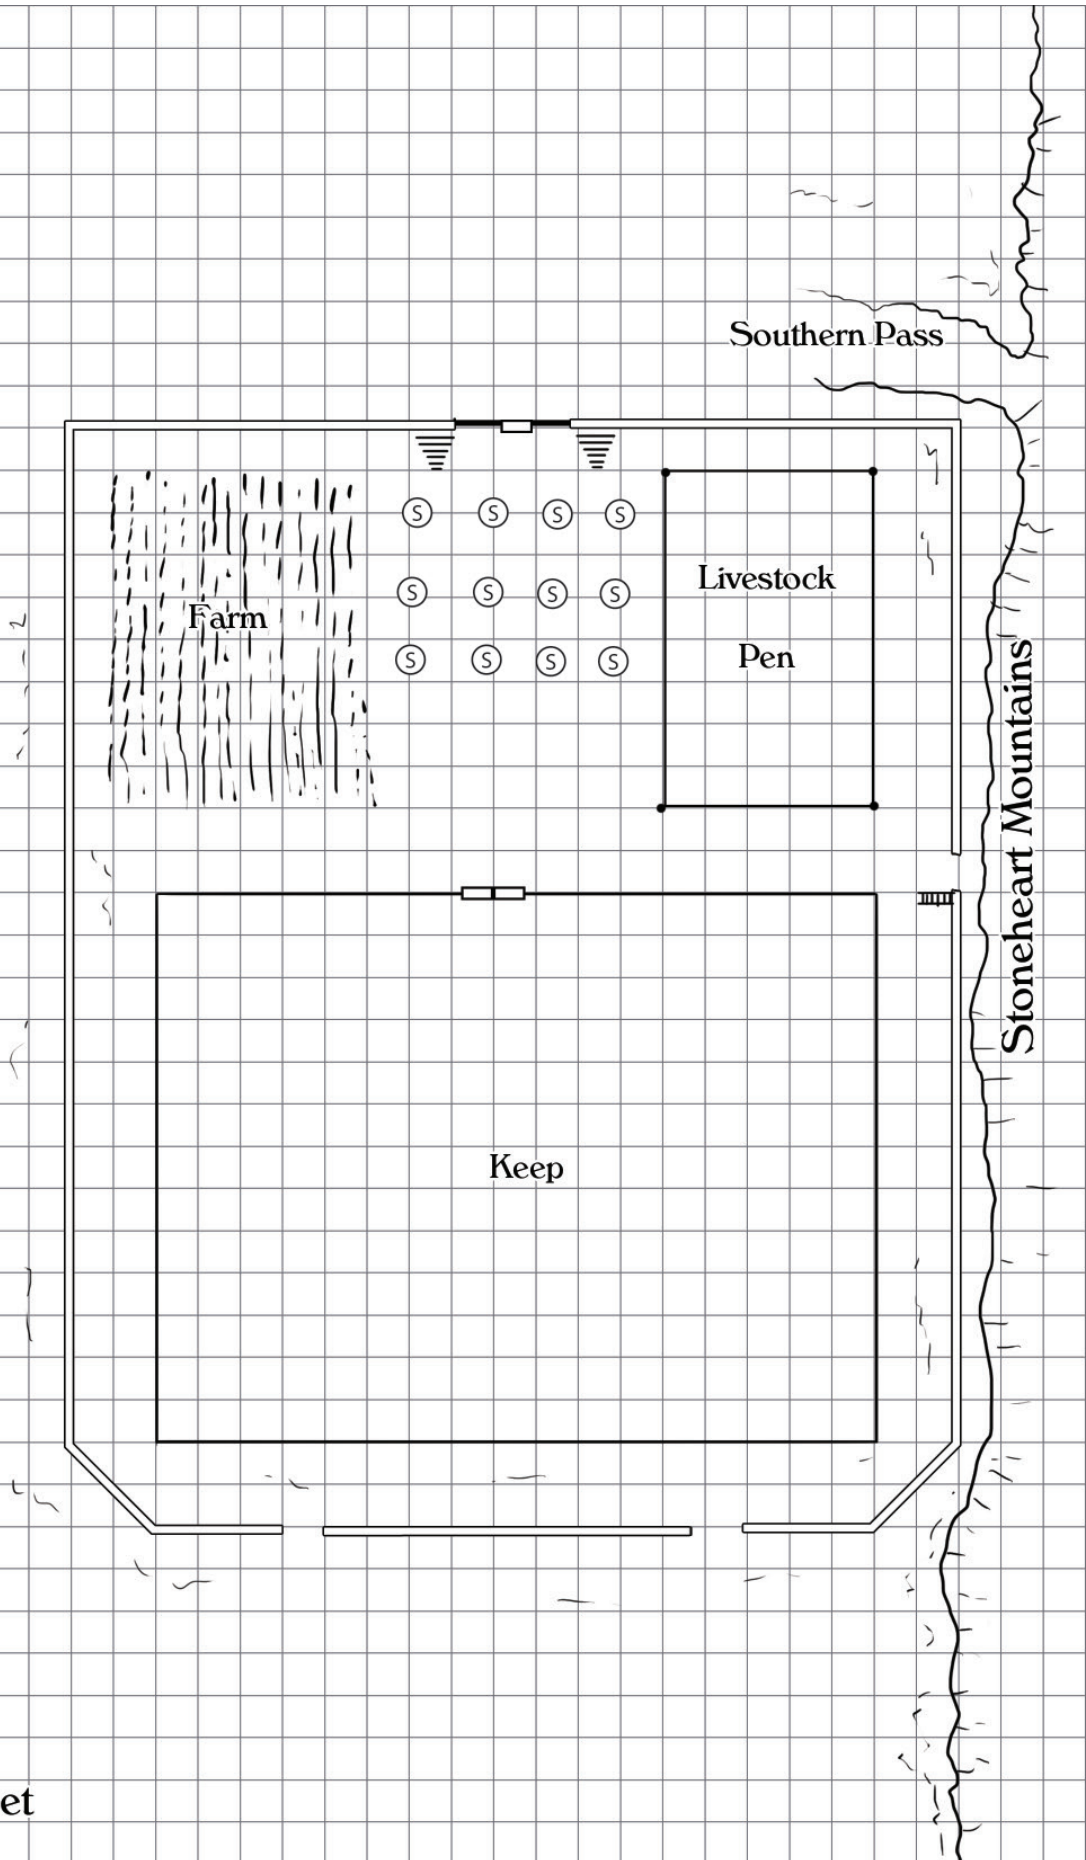 Southern Pass
S S S S
Livestock
S S S S
Farm
Pen
S S S S
Stoneheart Mountains
Keep
et